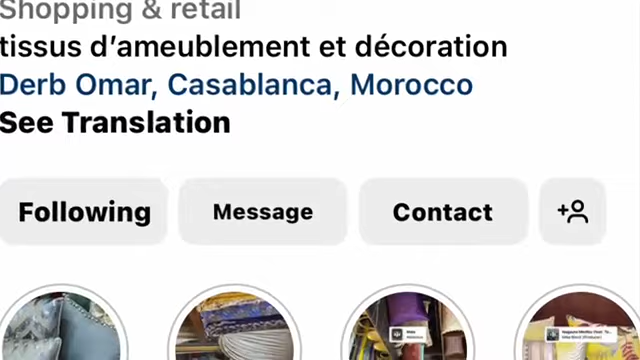 Shopping & retail
tissus d’ameublement et décoration
Derb Omar, Casablanca, Morocco
See Translation
Following
Message
Contact